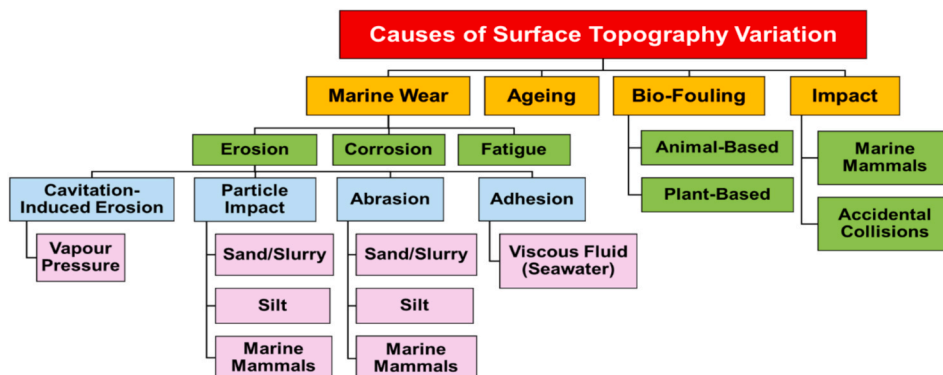 Causes of Surface Topography Variation
Marine Wear
Ageing
Bio-Fouling
Impact
Erosion
Corrosion
Fatigue
Animal-Based
Plant-Based
Marine
Mammals
Accidental
Collisions
Cavitation-
Induced Erosion
Particle
Impact
Abrasion
Adhesion
Vapour
Pressure
Sand/Slurry
Silt
Marine
Mammals
Sand/Slurry
Silt
Marine
Mammals
Viscous Fluid
(Seawater)